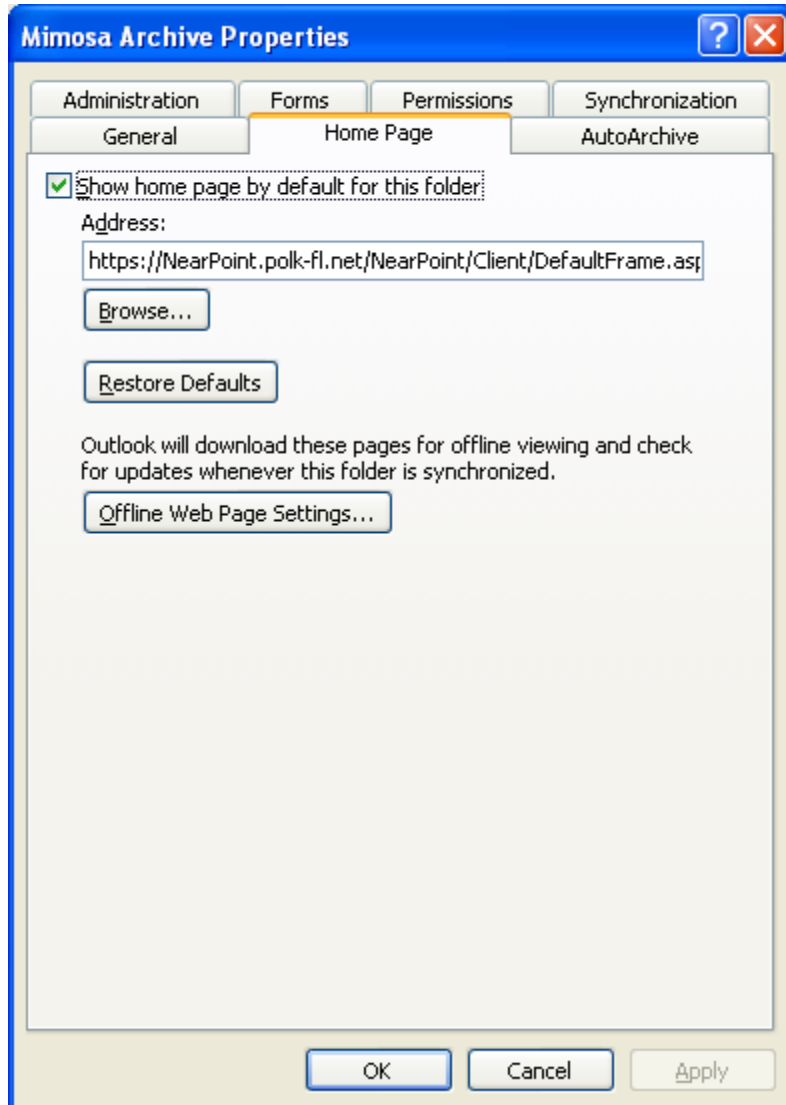 Mimosa Archive Properties
Administration Forms Permissions Synchronization
General Home Page AutoArchive
Show home page by default for this folder
Address:
https://NearPoint.polk-fl.net/NearPoint/Client/DefaultFrame.asp
Browse...
Restore Defaults
Outlook will download these pages for offline viewing and check
for updates whenever this folder is synchronized.
Offline Web Page Settings...
OK Cancel Apply